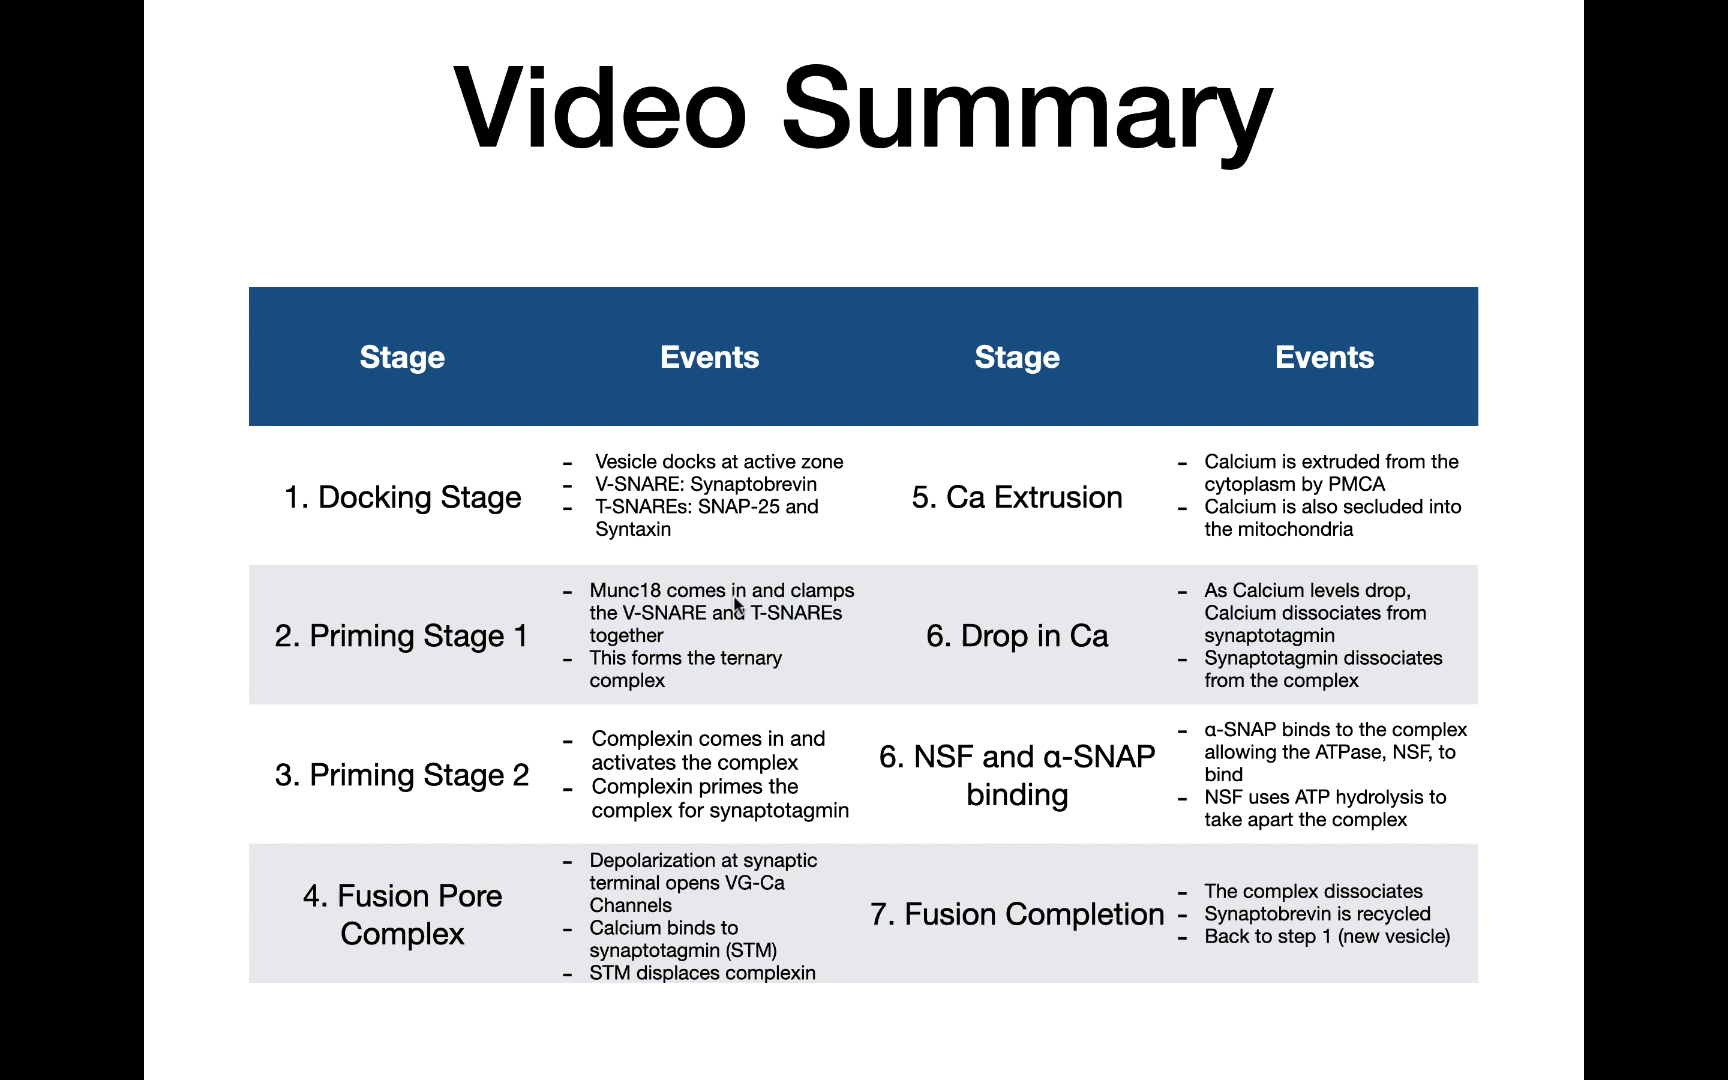 Video Summary
Stage
Events
Stage
Events
1. Docking Stage
- Vesicle docks at active zone
- V-SNARE: Synaptobrevin
- T-SNAREs: SNAP-25 and
Syntaxin
5. Ca Extrusion
- Calcium is extruded from the
cytoplasm by PMCA
- Calcium is also secluded into
the mitochondria
2. Priming Stage 1
- Munc18 comes in and clamps
the V-SNARE and T-SNAREs
together
- This forms the ternary
complex
6. Drop in Ca
- As Calcium levels drop,
Calcium dissociates from
synaptotagmin
- Synaptotagmin dissociates
from the complex
3. Priming Stage 2
- Complexin comes in and
activates the complex
- Complexin primes the
complex for synaptotagmin
6. NSF and α-SNAP
binding
- α-SNAP binds to the complex
allowing the ATPase, NSF, to
bind
- NSF uses ATP hydrolysis to
take apart the complex
4. Fusion Pore
Complex
- Depolarization at synaptic
terminal opens VG-Ca
Channels
- Calcium binds to
synaptotagmin (STM)
- STM displaces complexin
7. Fusion Completion
- The complex dissociates
- Synaptobrevin is recycled
- Back to step 1 (new vesicle)